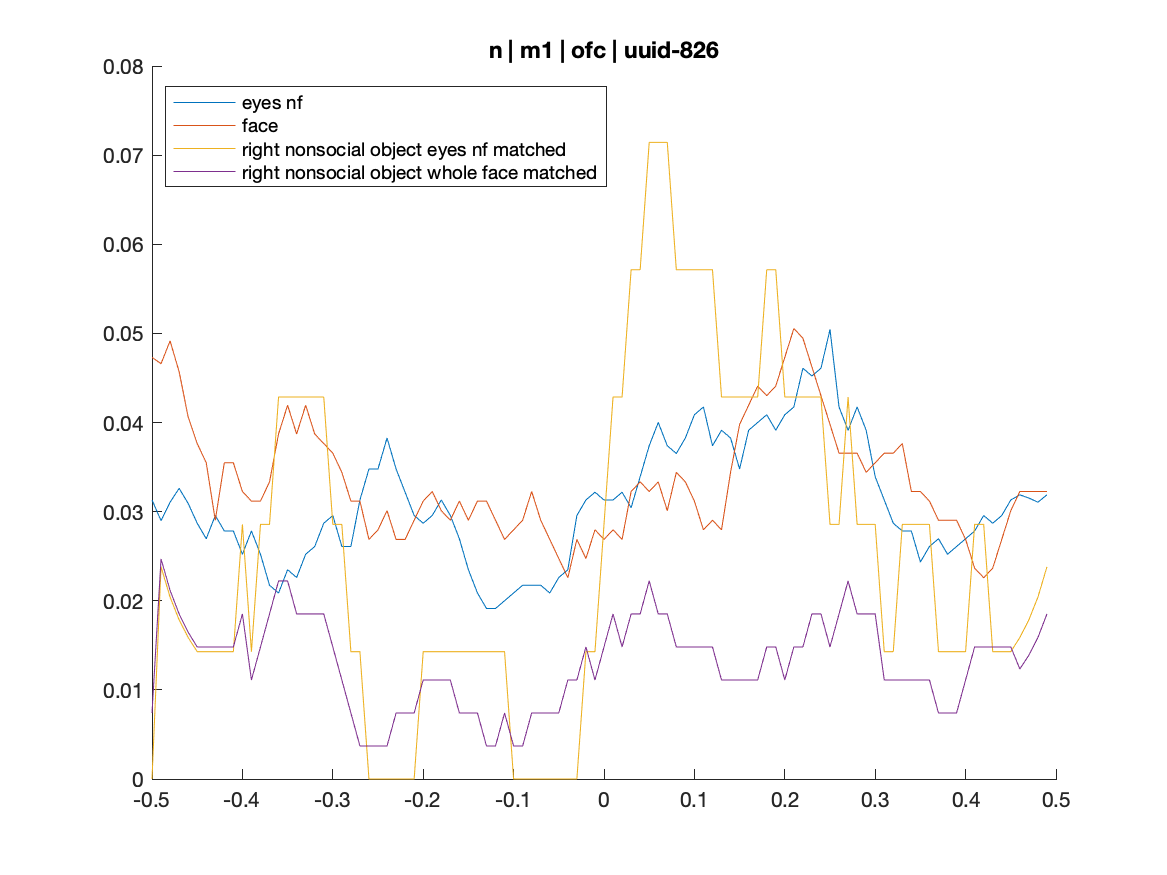 n | m1 | ofc | uuid-826
0.08
eyes nf
face
right nonsocial object eyes nf matched
right nonsocial object whole face matched
0.07
0.06
0.05
0.04
0.03
0.02
0.01
0
-0.5 -0.4 -0.3 -0.2 -0.1 0 0.1 0.2 0.3 0.4 0.5